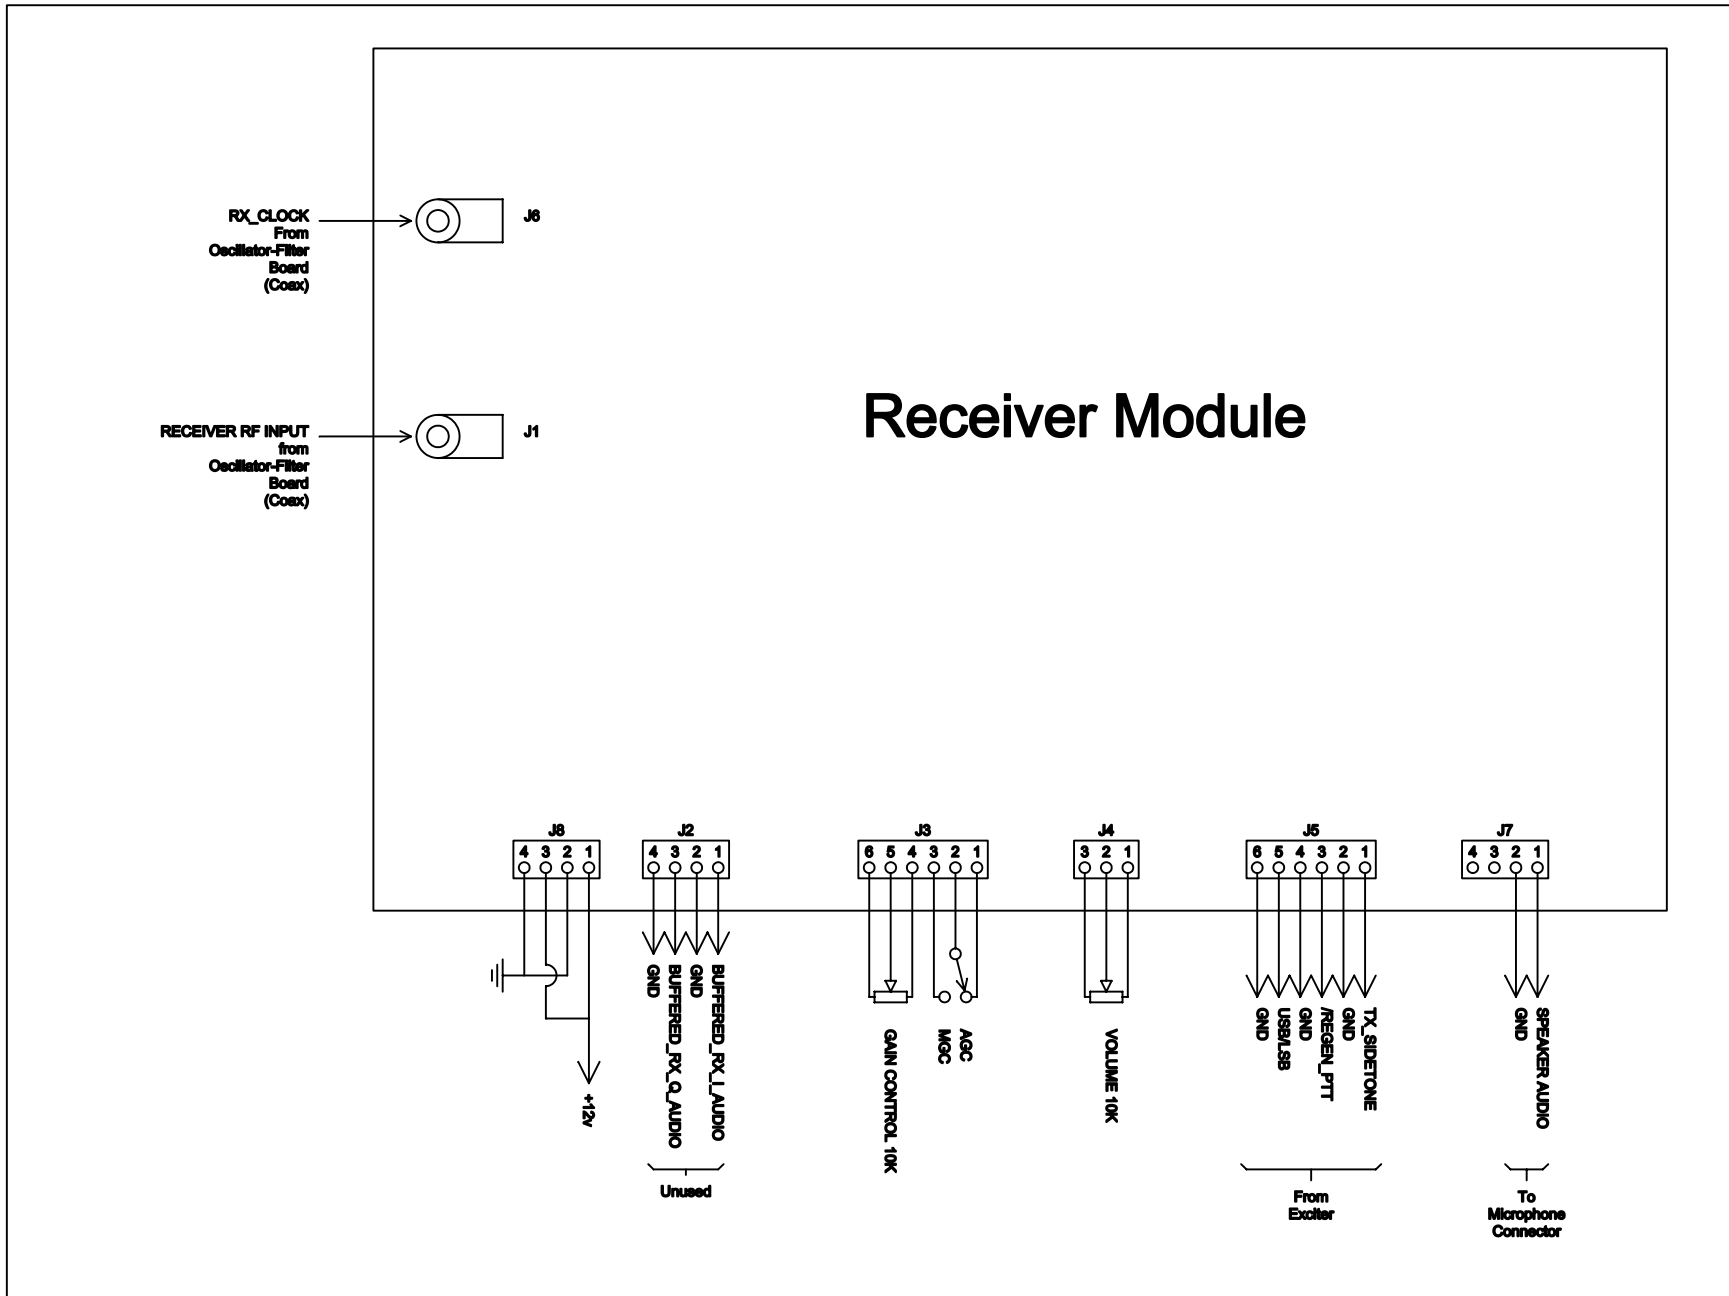 RX_CLOCK
From
Oscillator-Filter
Board
(Coax)
J6
Receiver Module
RECEIVER RF INPUT
from
Oscillator-Filter
Board
(Coax)
J1
J8
4 3 2 1
J2
4 3 2 1
J3
6 5 4 3 2 1
J4
3 2 1
J5
6 5 4 3 2 1
J7
4 3 2 1
+12v
GND
BUFFERED_RX_Q_AUDIO
GND
BUFFERED_RX_I_AUDIO
Unused
GAIN CONTROL 10K
MGC
AGC
VOLUME 10K
GND
USB/LSB
GND
/REGEN_PTT
GND
TX_SIDETONE
From
Exciter
GND
SPEAKER AUDIO
To
Microphone
Connector